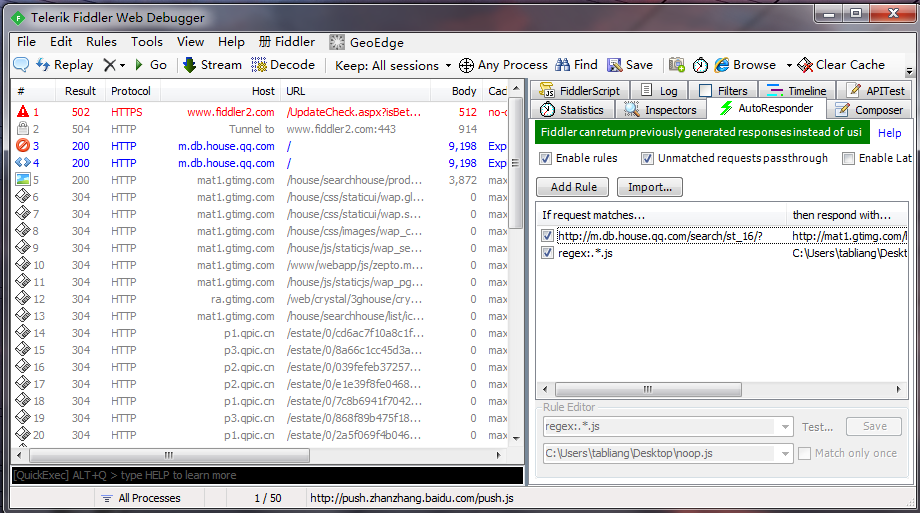 Telerik Fiddler Web Debugger
File Edit Rules Tools View Help 册 Fiddler GeoEdge
Replay X Go Stream Decode Keep: All sessions Any Process Find Save Browse Clear Cache
# Result Protocol Host URL Body Cac
1 502 HTTPS www.fiddler2.com /UpdateCheck.aspx?isBet... 512 no-c
2 504 HTTP Tunnel to www.fiddler2.com:443 914
3 200 HTTP m.db.house.qq.com / 9,198 Exp
4 200 HTTP m.db.house.qq.com / 9,198 Exp
5 200 HTTP mat1.gtimg.com /house/searchhouse/prod... 3,872 max
6 304 HTTP mat1.gtimg.com /house/css/staticui/wap.gl... 0 max
7 304 HTTP mat1.gtimg.com /house/css/staticui/wap.s... 0 max
8 304 HTTP mat1.gtimg.com /house/css/images/wap_c... 0 max
9 304 HTTP mat1.gtimg.com /house/js/staticjs/wap_se... 0 max
10 304 HTTP mat1.gtimg.com /www/webapp/js/zepto.m... 0 max
11 304 HTTP mat1.gtimg.com /house/js/staticjs/wap_pg... 0 max
12 304 HTTP ra.gtimg.com /web/crystal/3ghouse/cry... 0 max
13 304 HTTP mat1.gtimg.com /house/searchhouse/list/ic... 0 max
14 304 HTTP p1.qpic.cn /estate/0/cd6ac7f10a8c1f... 0 max
15 304 HTTP p3.qpic.cn /estate/0/8a66c1cc45d3a... 0 max
16 304 HTTP p2.qpic.cn /estate/0/039fefeb37257... 0 max
17 304 HTTP p2.qpic.cn /estate/0/e1e39f8fe0468... 0 max
18 304 HTTP p1.qpic.cn /estate/0/7c8b6941f7042... 0 max
19 304 HTTP p3.qpic.cn /estate/0/868f89b475f18... 0 max
20 304 HTTP p1.qpic.cn /estate/0/2a5f069f4b046... 0 max
[QuickExec] ALT+Q > type HELP to learn more
FiddlerScript Log Filters Timeline APITest
Statistics Inspectors AutoResponder Composer
Fiddler can return previously generated responses instead of usi Help
Enable rules Unmatched requests passthrough Enable Lat
Add Rule Import...
If request matches... then respond with...
http://m.db.house.qq.com/search/st_16/? http://mat1.gtimg.com/
regex:.*.js C:\Users\tabliang\Deskt
Rule Editor
regex:.*.js Test... Save
C:\Users\tabliang\Desktop\noop.js Match only once
All Processes 1 / 50 http://push.zhanzhang.baidu.com/push.js